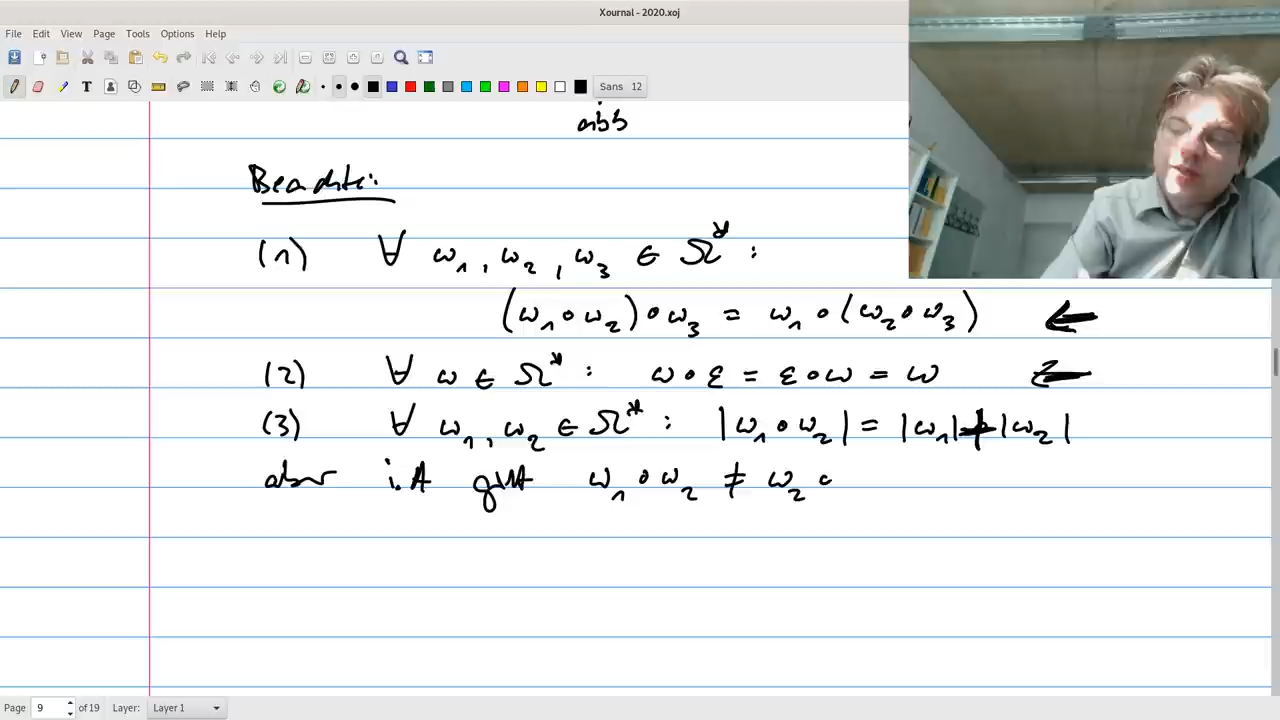 Xournal - 2020.xoj
File Edit View Page Tools Options Help
T Sans 12
abb
Beachte:
(1) ∀ ω₁, ω₂, ω₃ ∈ Ω* :
(ω₁ ∘ ω₂) ∘ ω₃ = ω₁ ∘ (ω₂ ∘ ω₃) ←
(2) ∀ ω ∈ Ω* : ω ∘ ε = ε ∘ ω = ω ←
(3) ∀ ω₁, ω₂ ∈ Ω* : |ω₁ ∘ ω₂| = |ω₁| + |ω₂|
aber i.A gilt ω₁ ∘ ω₂ ≠ ω₂ ∘
Page 9 of 19 Layer: Layer 1